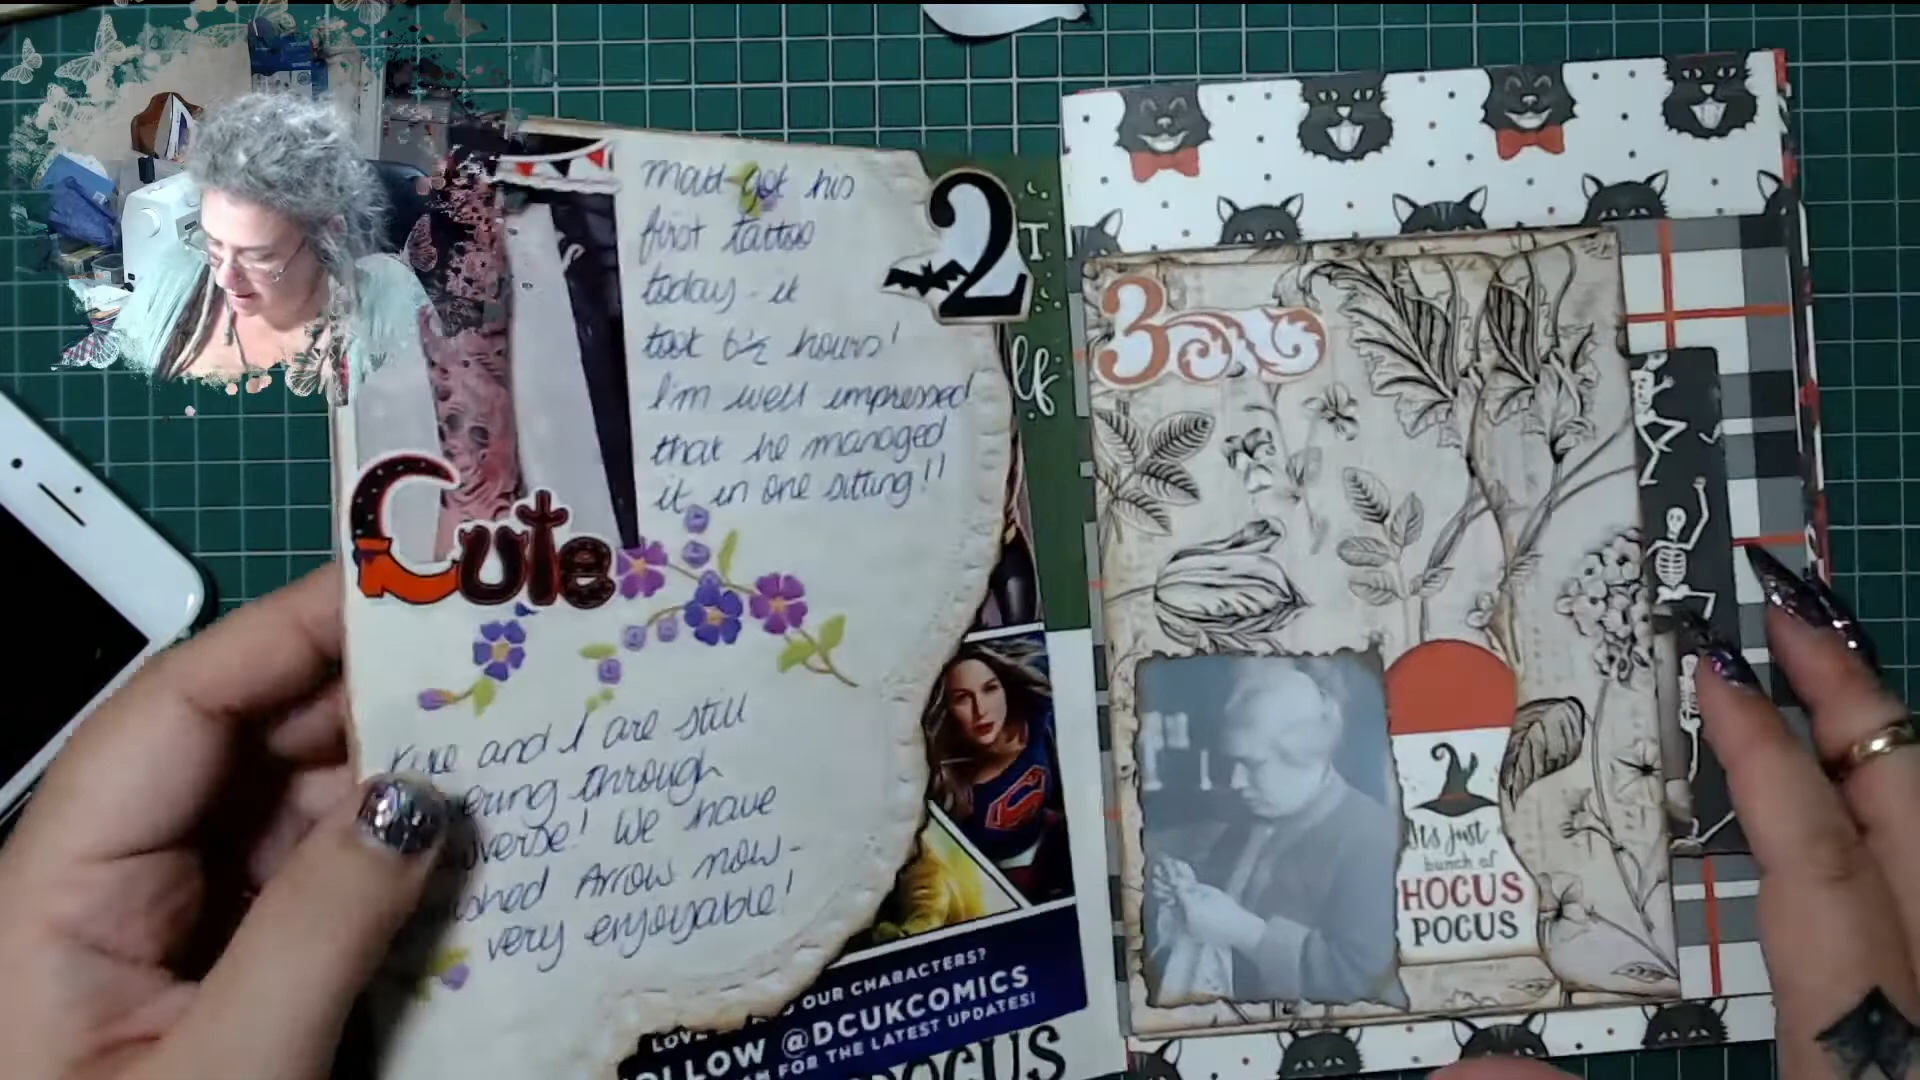 Matt got his
first tattoo
today - it
took 6½ hours!
I'm well impressed
that he managed
it in one sitting!!
Cute
2
and I are still
through
We have
Arrow now -
very enjoyable!
OUR CHARACTERS?
@DCUKCOMICS
FOR THE LATEST UPDATES!
3
It's just
bunch of
HOCUS
POCUS